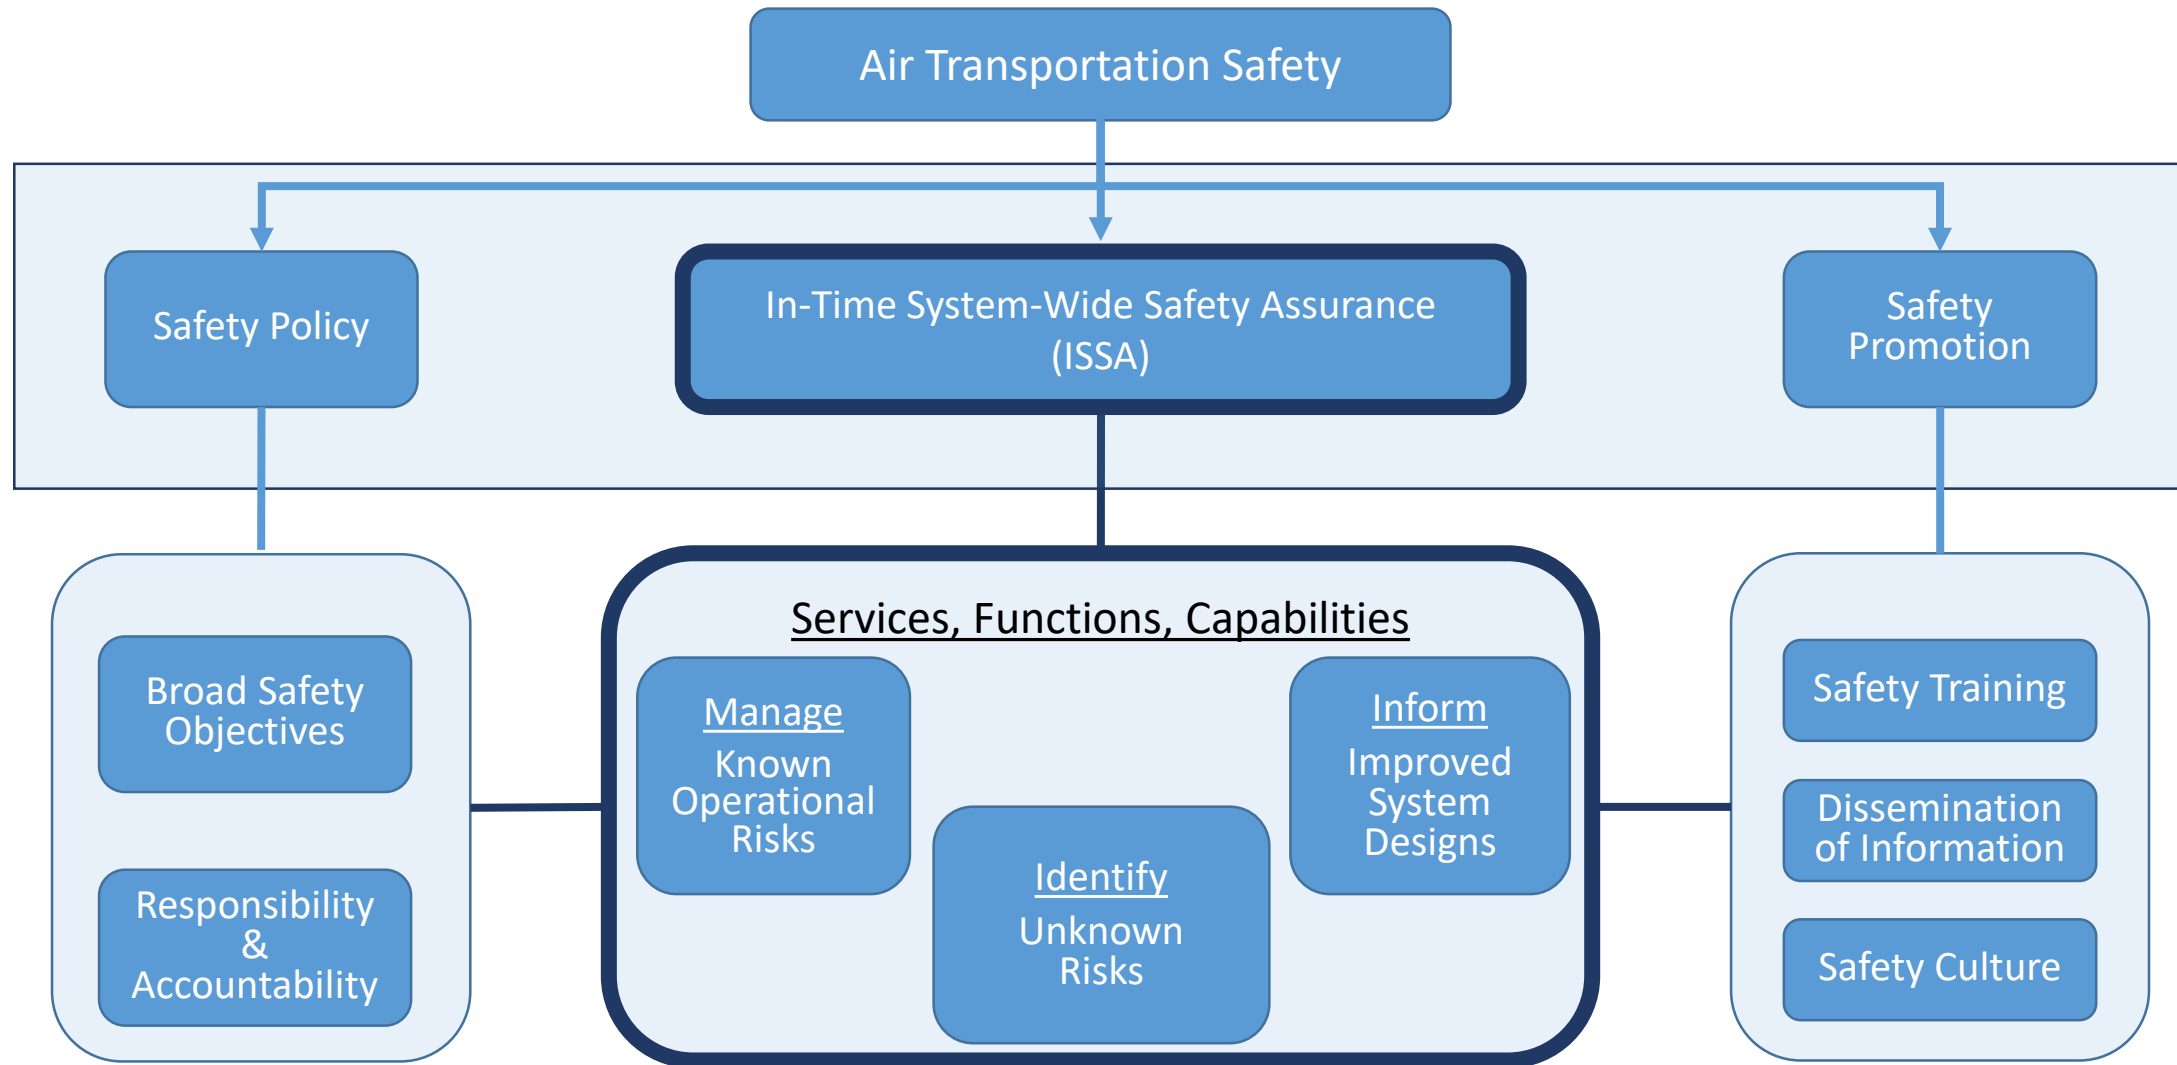 Air Transportation Safety
Safety Policy
In-Time System-Wide Safety Assurance
(ISSA)
Safety
Promotion
Broad Safety
Objectives
Responsibility
&
Accountability
Services, Functions, Capabilities
Manage
Known
Operational
Risks
Identify
Unknown
Risks
Inform
Improved
System
Designs
Safety Training
Dissemination
of Information
Safety Culture